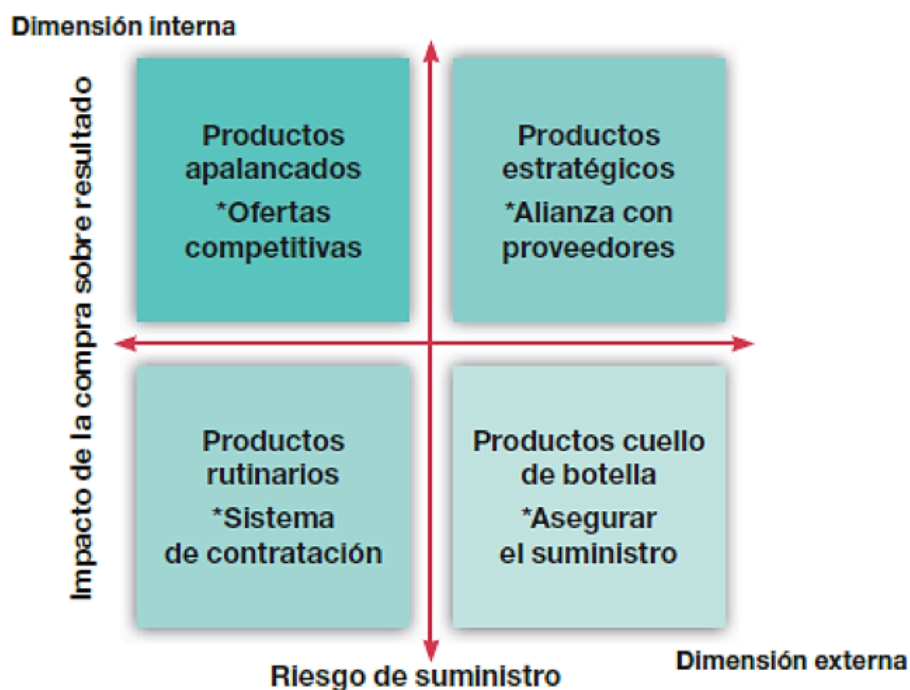 Dimensión interna
Impacto de la compra sobre resultado
Productos
apalancados
*Ofertas
competitivas
Productos
estratégicos
*Alianza con
proveedores
Productos
rutinarios
*Sistema
de contratación
Productos cuello
de botella
*Asegurar
el suministro
Riesgo de suministro
Dimensión externa